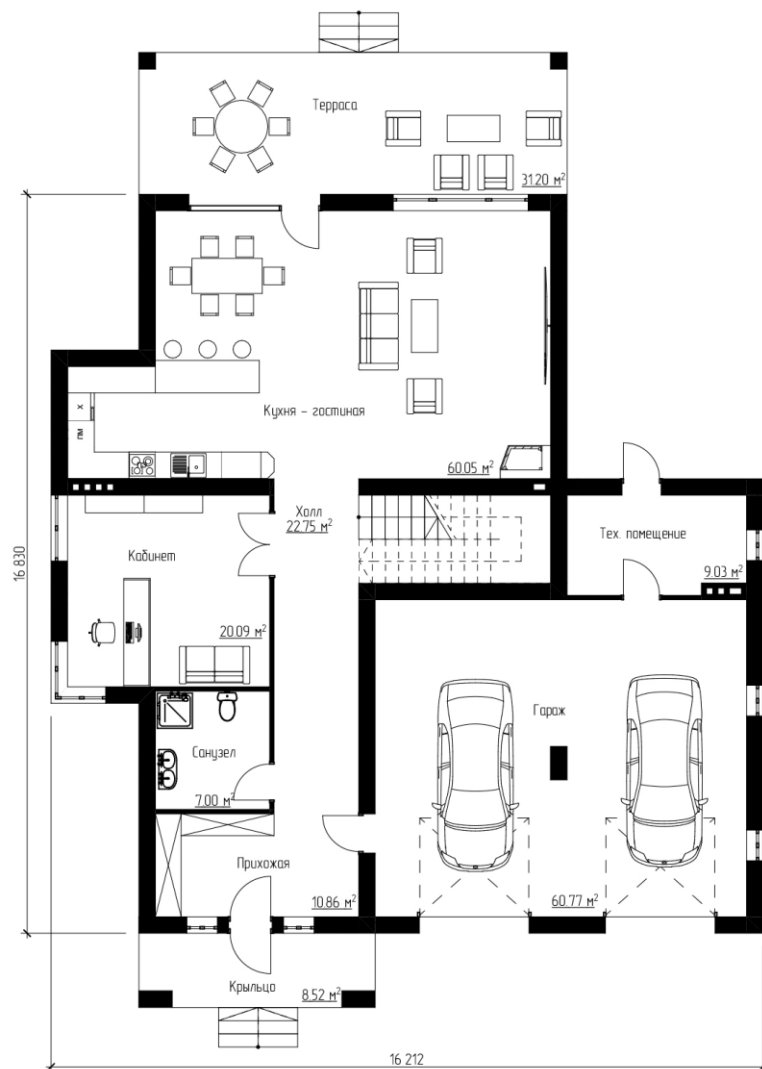 Терраса
31.20 м²
Кухня – гостиная
60.05 м²
Х
ПМ
Холл
22.75 м²
Кабинет
20.09 м²
Тех. помещение
9.03 м²
16 830
Гараж
60.77 м²
Санузел
7.00 м²
Прихожая
10.86 м²
Крыльцо
8.52 м²
16 212